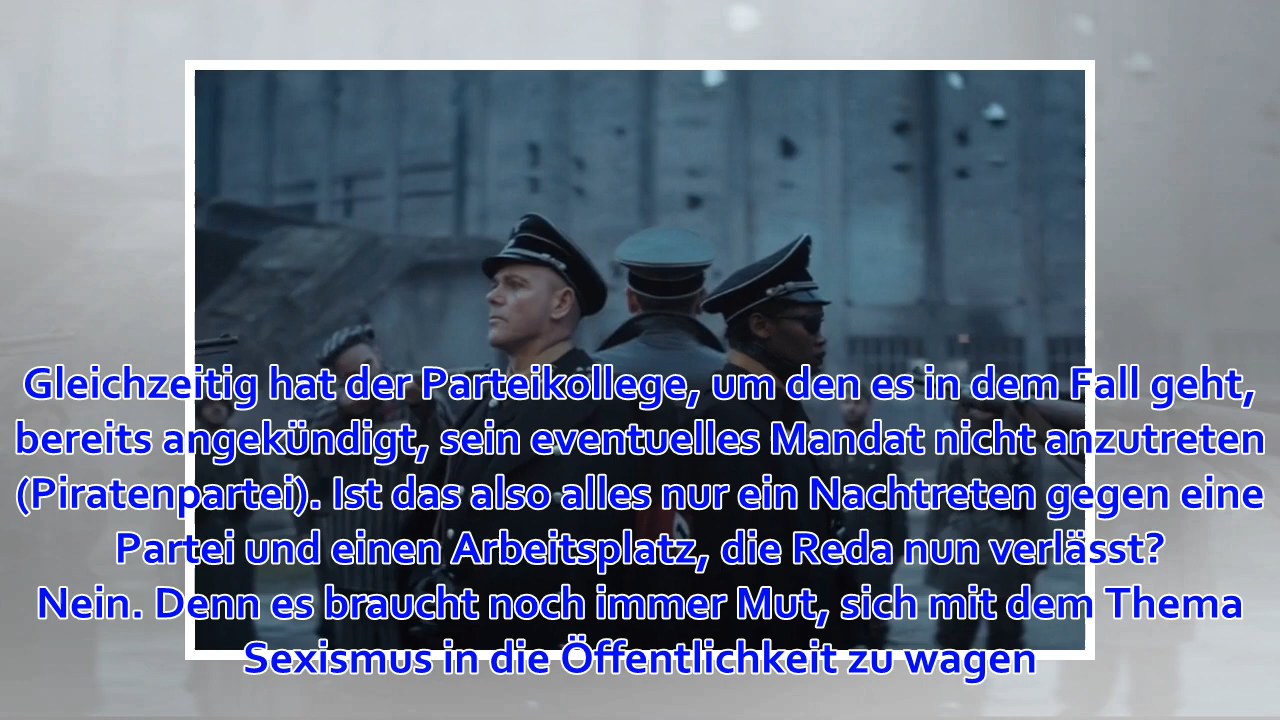 Gleichzeitig hat der Parteikollege, um den es in dem Fall geht,
bereits angekündigt, sein eventuelles Mandat nicht anzutreten
(Piratenpartei). Ist das also alles nur ein Nachtreten gegen eine
Partei und einen Arbeitsplatz, die Reda nun verlässt?
Nein. Denn es braucht noch immer Mut, sich mit dem Thema
Sexismus in die Öffentlichkeit zu wagen